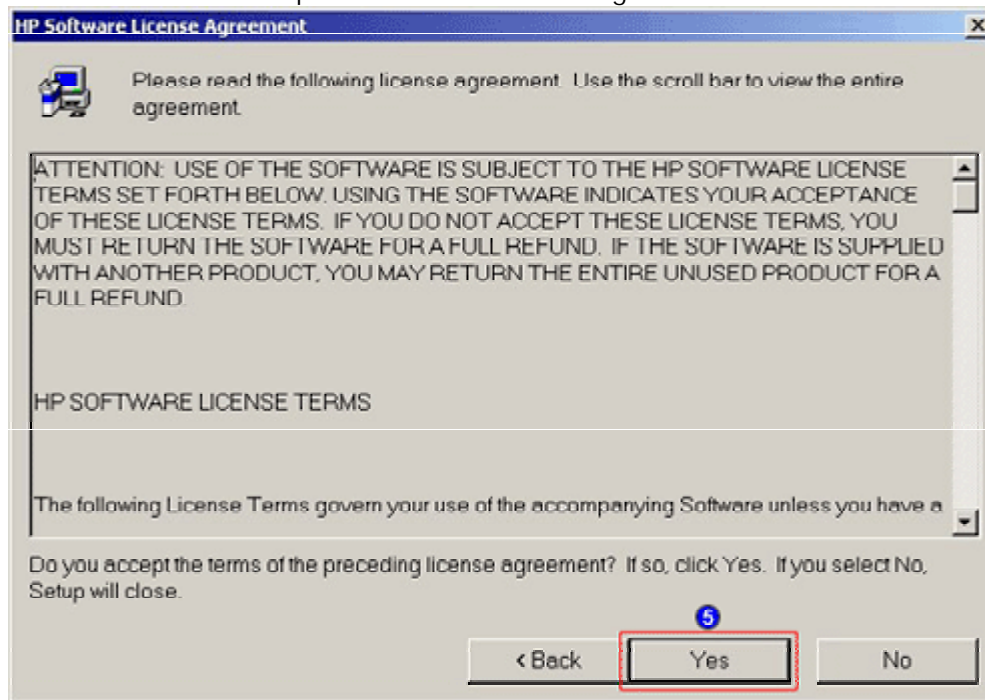 HP Software License Agreement
Please read the following license agreement. Use the scroll bar to view the entire
agreement.
ATTENTION: USE OF THE SOFTWARE IS SUBJECT TO THE HP SOFTWARE LICENSE
TERMS SET FORTH BELOW. USING THE SOFTWARE INDICATES YOUR ACCEPTANCE
OF THESE LICENSE TERMS. IF YOU DO NOT ACCEPT THESE LICENSE TERMS, YOU
MUST RETURN THE SOFTWARE FOR A FULL REFUND. IF THE SOFTWARE IS SUPPLIED
WITH ANOTHER PRODUCT, YOU MAY RETURN THE ENTIRE UNUSED PRODUCT FOR A
FULL REFUND.
HP SOFTWARE LICENSE TERMS
The following License Terms govern your use of the accompanying Software unless you have a
Do you accept the terms of the preceding license agreement? If so, click Yes. If you select No,
Setup will close.
5
< Back Yes No